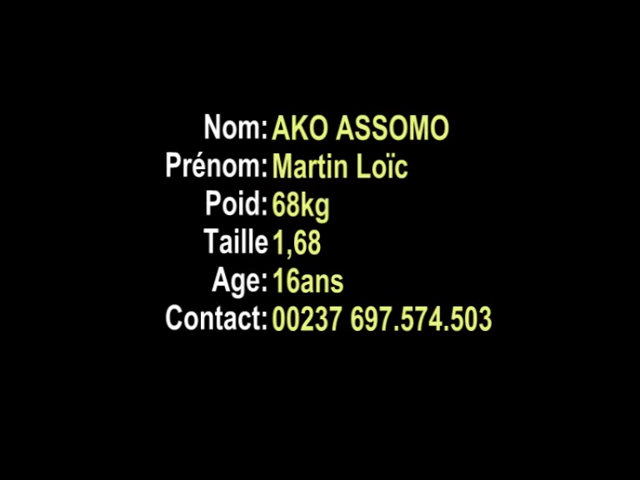 Nom: AKO ASSOMO
Prénom: Martin Loïc
Poid: 68kg
Taille 1,68
Age: 16ans
Contact: 00237 697.574.503